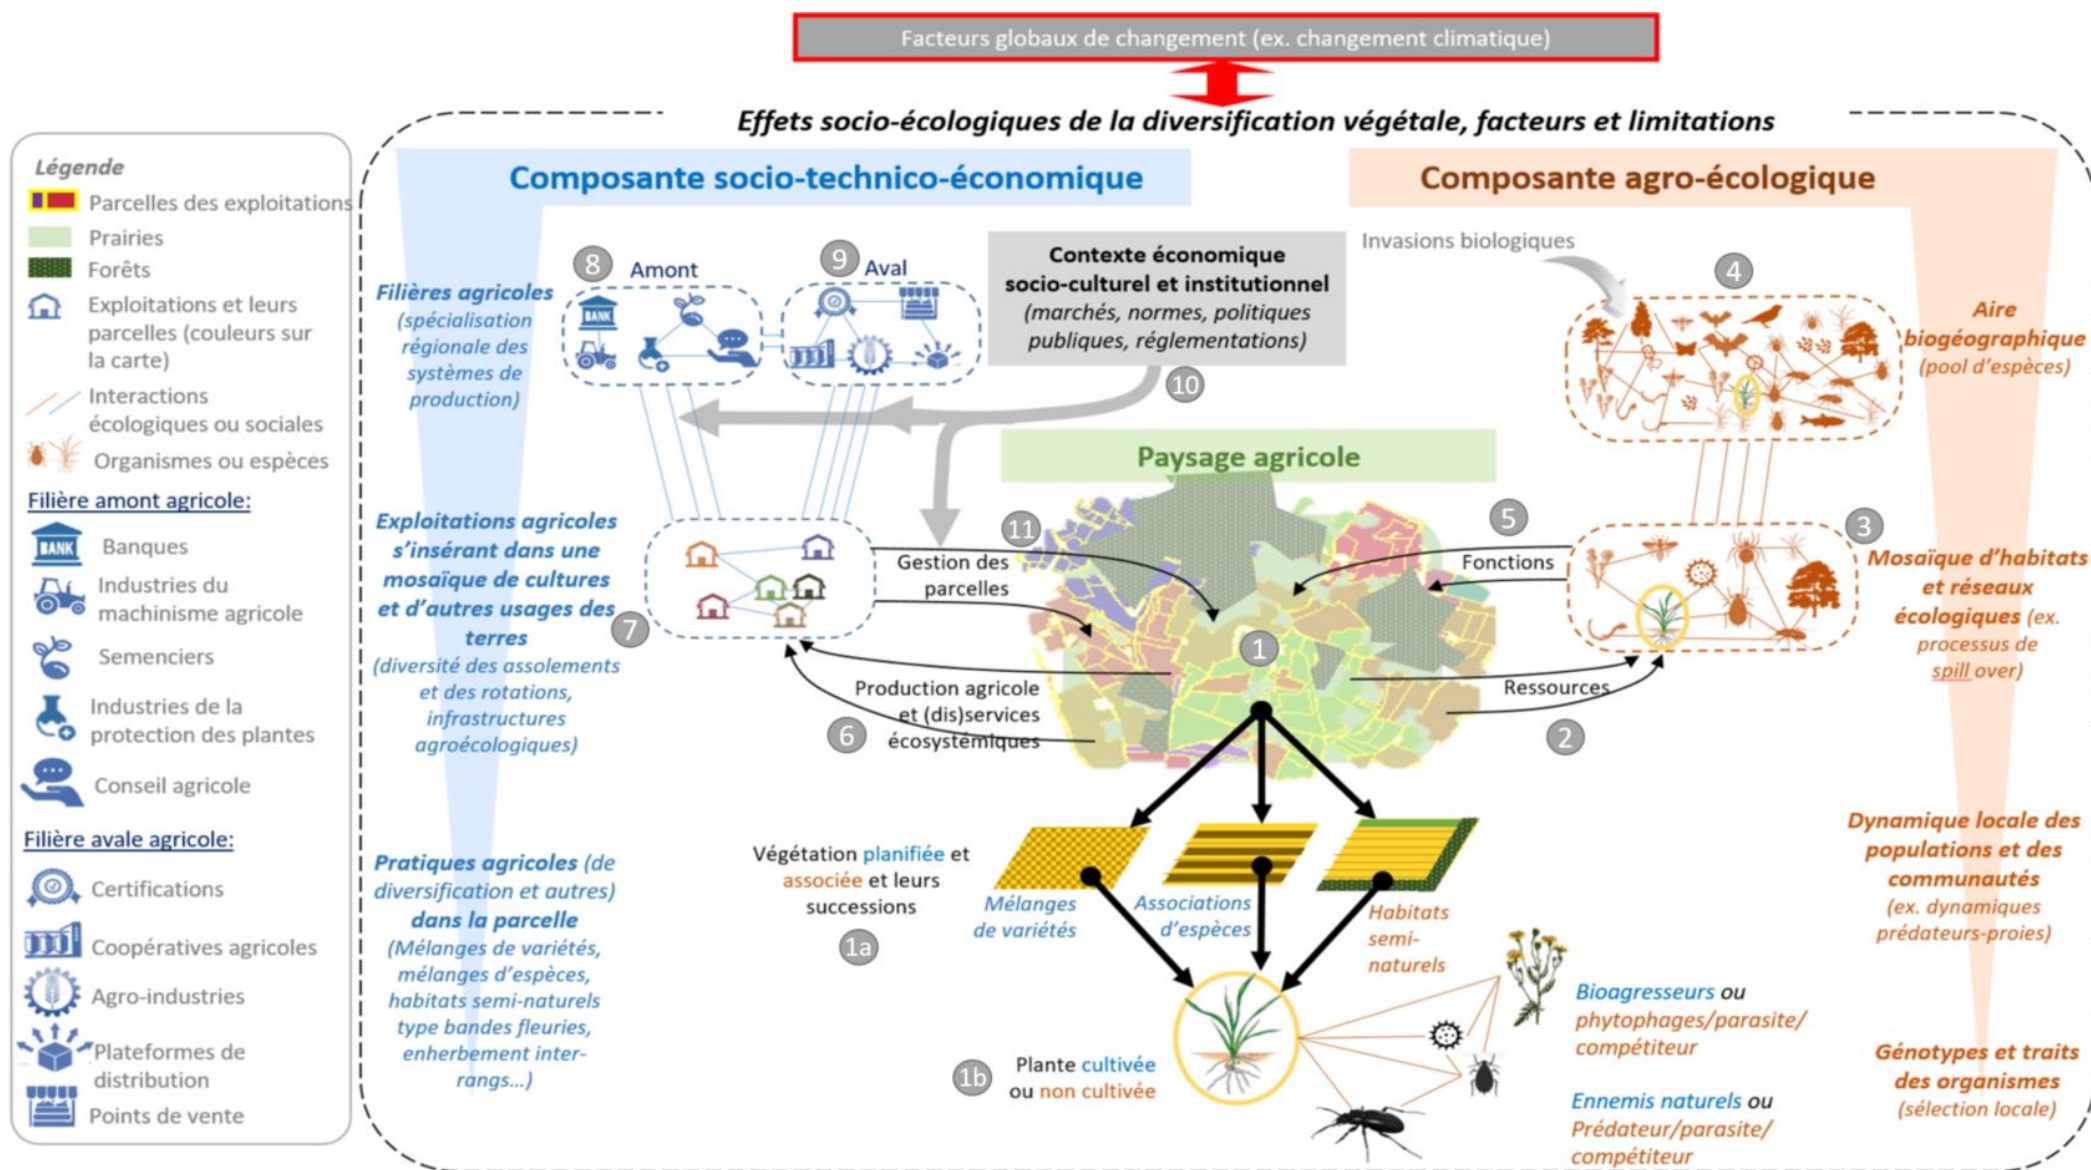 Facteurs globaux de changement (ex. changement climatique)
Effets socio-écologiques de la diversification végétale, facteurs et limitations
Légende
Parcelles des exploitations
Prairies
Forêts
Exploitations et leurs
parcelles (couleurs sur
la carte)
Interactions
écologiques ou sociales
Organismes ou espèces
Filière amont agricole:
BANK
Banques
Industries du
machinisme agricole
Semenciers
Industries de la
protection des plantes
Conseil agricole
Filière avale agricole:
Certifications
Coopératives agricoles
Agro-industries
Plateformes de
distribution
Points de vente
Composante socio-technico-économique
Filières agricoles
(spécialisation
régionale des
systèmes de
production)
8
Amont
BANK
9
Aval
Contexte économique
socio-culturel et institutionnel
(marchés, normes, politiques
publiques, réglementations)
10
Exploitations agricoles
s'insérant dans une
mosaïque de cultures
et d'autres usages des
terres
(diversité des assolements
et des rotations,
infrastructures
agroécologiques)
7
11
Gestion des
parcelles
Production agricole
et (dis)services
écosystémiques
6
Pratiques agricoles (de
diversification et autres)
dans la parcelle
(Mélanges de variétés,
mélanges d'espèces,
habitats semi-naturels
type bandes fleuries,
enherbement inter-
rangs...)
Paysage agricole
1
Végétation planifiée et
associée et leurs
successions
1a
Mélanges
de variétés
Associations
d'espèces
Habitats
semi-
naturels
1b
Plante cultivée
ou non cultivée
Bioagresseurs ou
phytophages/parasite/
compétiteur
Ennemis naturels ou
Prédateur/parasite/
compétiteur
Composante agro-écologique
Invasions biologiques
4
Aire
biogéographique
(pool d'espèces)
5
Fonctions
3
Mosaïque d'habitats
et réseaux
écologiques (ex.
processus de
spill over)
Ressources
2
Dynamique locale des
populations et des
communautés
(ex. dynamiques
prédateurs-proies)
Génotypes et traits
des organismes
(sélection locale)